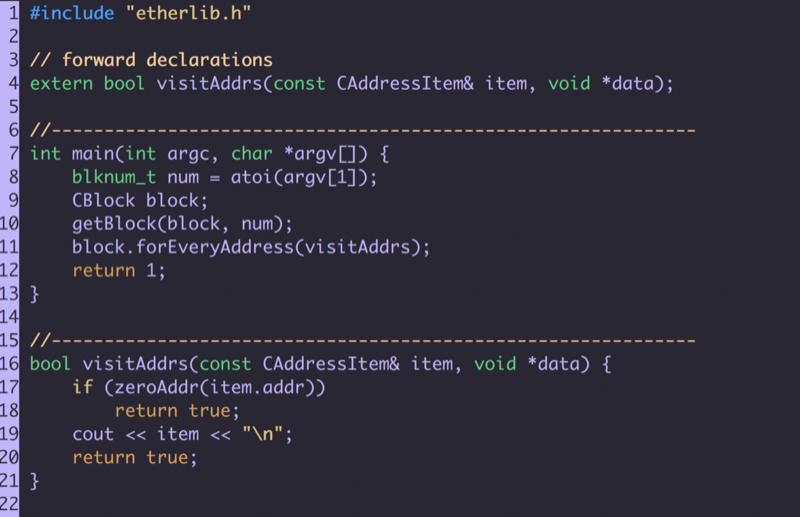 1 #include "etherlib.h"
2
3 // forward declarations
4 extern bool visitAddrs(const CAddressItem& item, void *data);
5
6 //-------------------------------------------------------------
7 int main(int argc, char *argv[]) {
8     blknum_t num = atoi(argv[1]);
9     CBlock block;
10     getBlock(block, num);
11     block.forEveryAddress(visitAddrs);
12     return 1;
13 }
14
15 //-------------------------------------------------------------
16 bool visitAddrs(const CAddressItem& item, void *data) {
17     if (zeroAddr(item.addr))
18         return true;
19     cout << item << "\n";
20     return true;
21 }
22